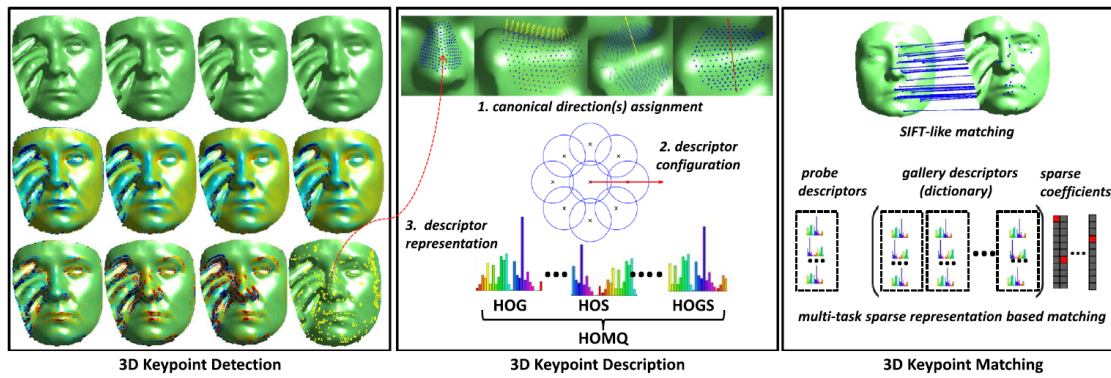 1. canonical direction(s) assignment
2. descriptor
configuration
3. descriptor
representation
HOG
HOS
HOGS
HOMQ
SIFT-like matching
probe
descriptors
gallery descriptors
(dictionary)
sparse
coefficients
multi-task sparse representation based matching
3D Keypoint Detection
3D Keypoint Description
3D Keypoint Matching